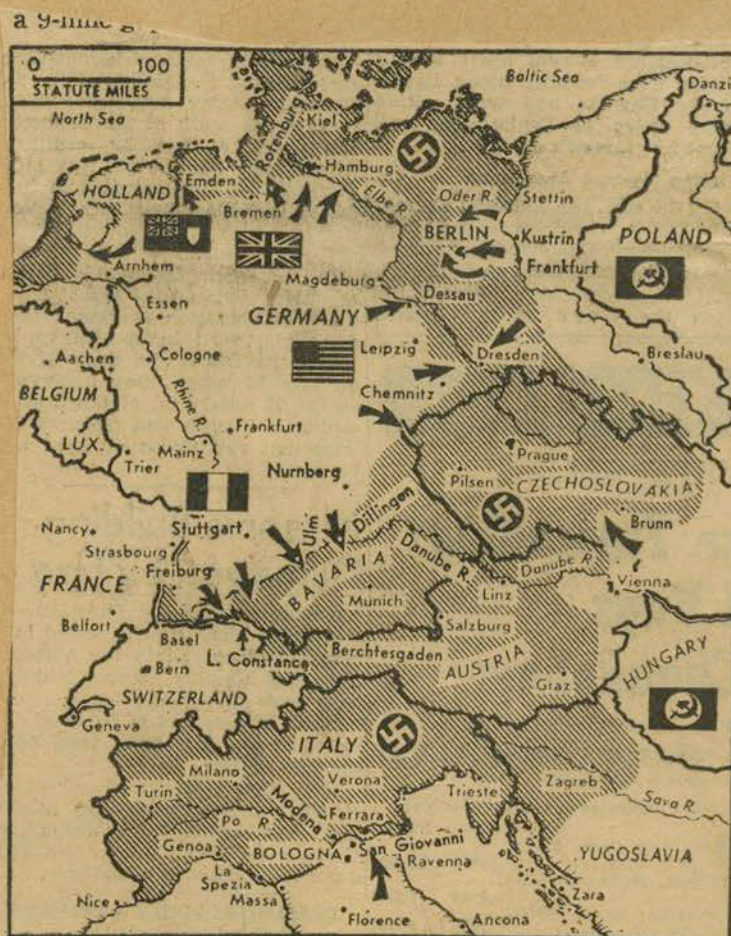 a 9-mile
0 100
STATUTE MILES
Baltic Sea
Danzi
North Sea
Kiel
Rotenburg
Hamburg
HOLLAND
Emden
Bremen
Elbe R.
Oder R.
Stettin
BERLIN
Kustrin
POLAND
Arnhem
Magdeburg
Frankfurt
Dessau
Essen
GERMANY
Leipzig
Dresden
Breslau
Aachen
Cologne
BELGIUM
Rhine R.
Chemnitz
LUX.
Frankfurt
Mainz
Trier
Prague
Nurnberg
Pilsen
CZECHOSLOVAKIA
Nancy
Stuttgart
Ulm
Dillingen
Brunn
Strasbourg
Danube R.
Danube R.
FRANCE
Freiburg
BAVARIA
Linz
Vienna
Munich
Belfort
Salzburg
Basel
L. Constance
Berchtesgaden
AUSTRIA
HUNGARY
Bern
SWITZERLAND
Graz
Geneva
ITALY
Milano
Verona
Zagreb
Turin
Trieste
Modena
Ferrara
Sava R.
Po R.
Genoa
BOLOGNA
San Giovanni
YUGOSLAVIA
La
Spezia
Ravenna
Nice
Massa
Zara
Florence
Ancona